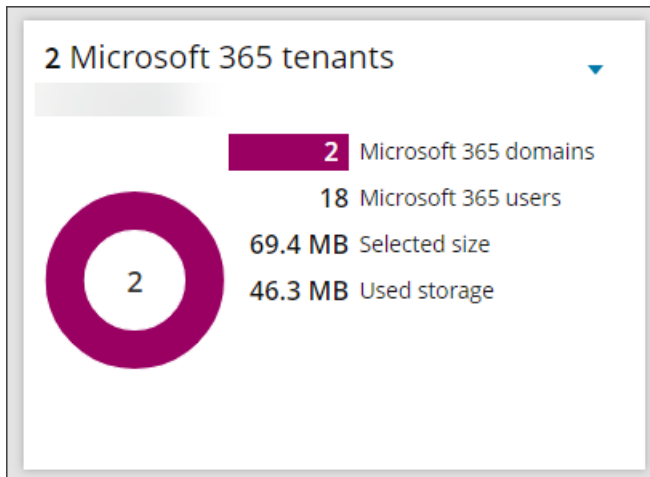 2 Microsoft 365 tenants
2 Microsoft 365 domains
18 Microsoft 365 users
69.4 MB Selected size
46.3 MB Used storage
2